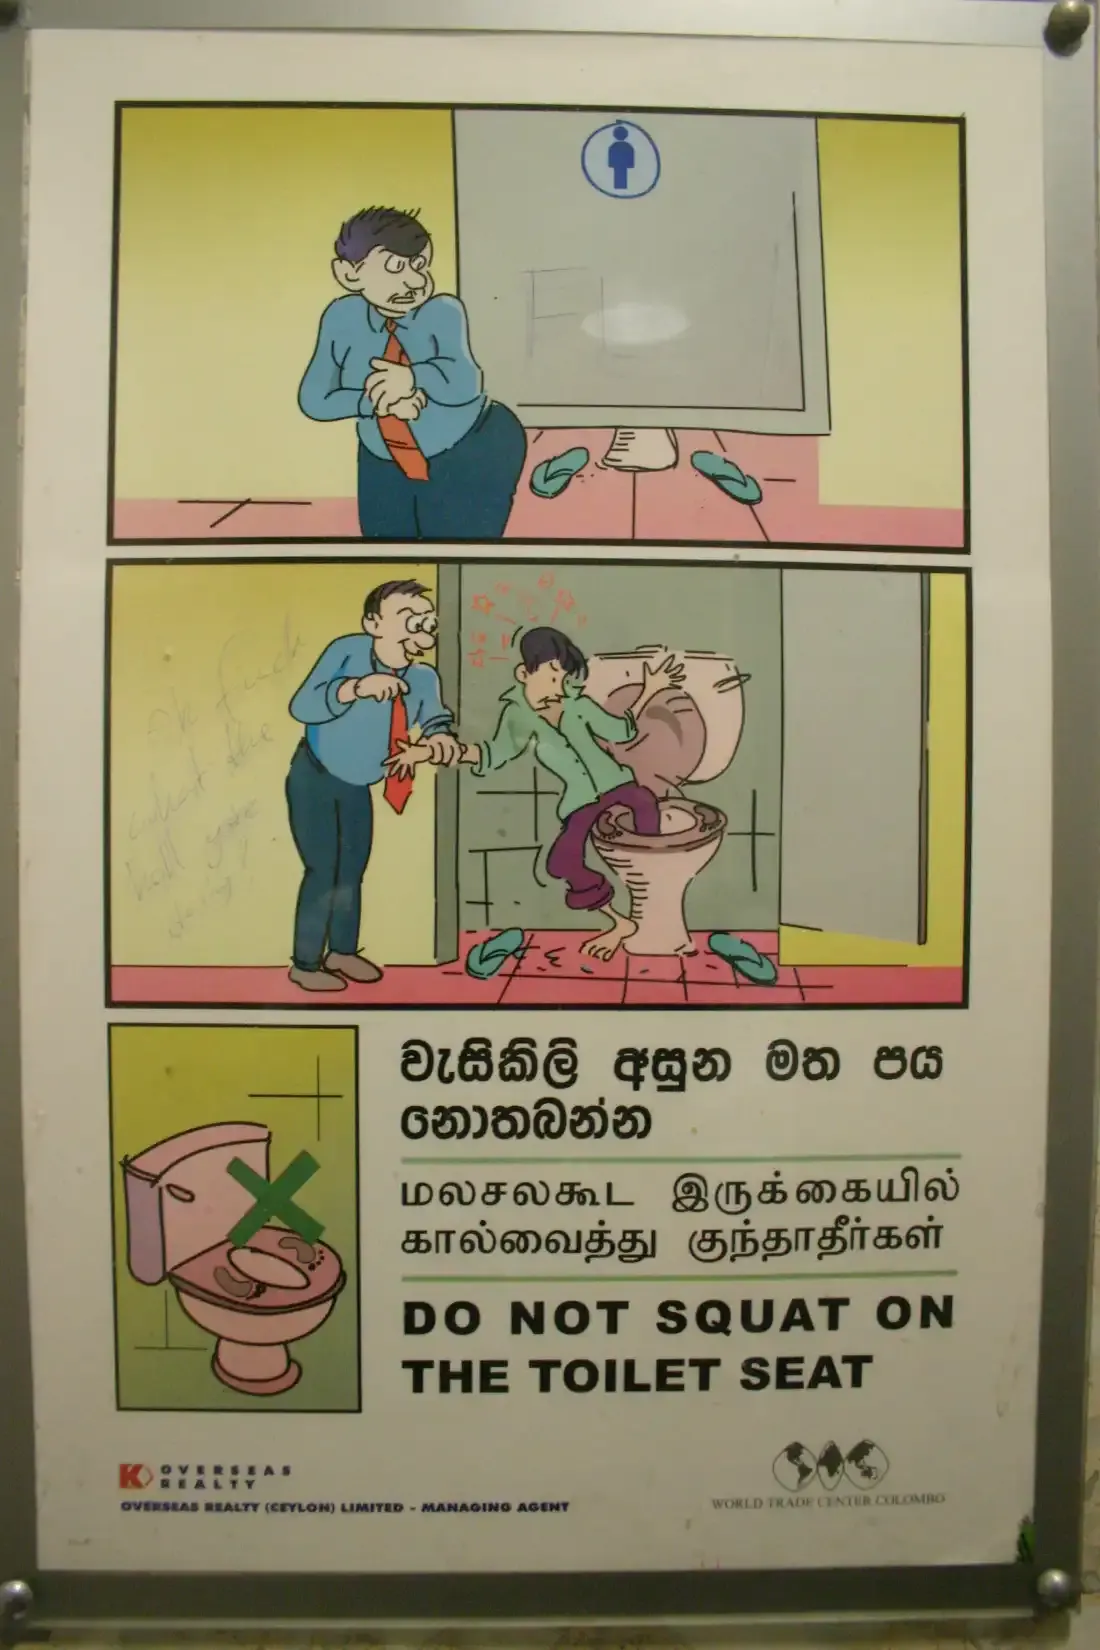 වැසිකිලි අසුන මත පය
නොතබන්න
மலசலகூட இருக்கையில்
கால்வைத்து குந்தாதீர்கள்
DO NOT SQUAT ON
THE TOILET SEAT
OVERSEAS
REALTY
OVERSEAS REALTY (CEYLON) LIMITED - MANAGING AGENT
WORLD TRADE CENTER COLOMBO